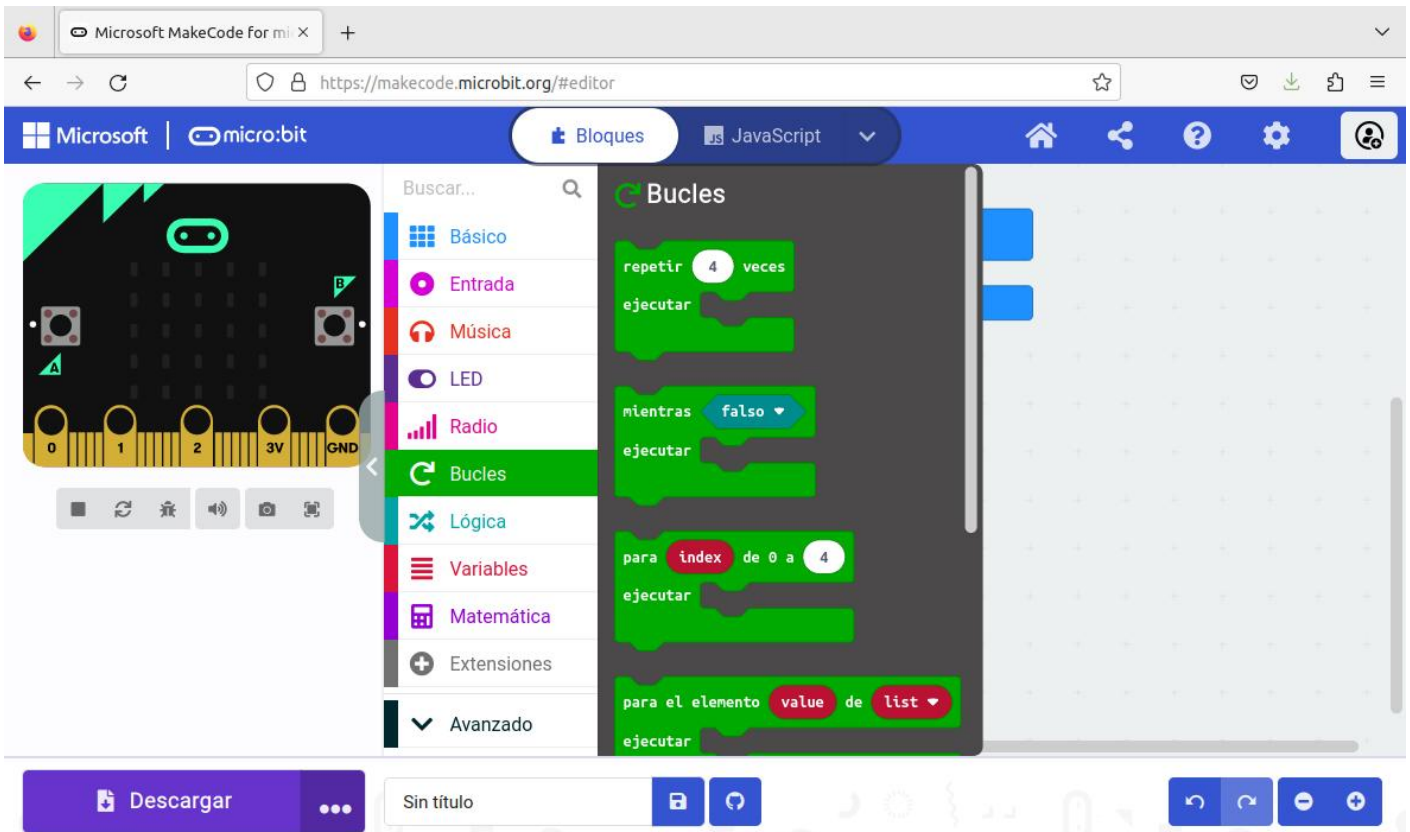 Microsoft MakeCode for mi
https://makecode.microbit.org/#editor
Microsoft | micro:bit
Bloques
JS JavaScript
Buscar...
Básico
Entrada
Música
LED
Radio
Bucles
Lógica
Variables
Matemática
Extensiones
Avanzado
A
B
0 1 2 3V GND
Bucles
repetir 4 veces
ejecutar
mientras falso
ejecutar
para index de 0 a 4
ejecutar
para el elemento value de list
ejecutar
Descargar
Sin título